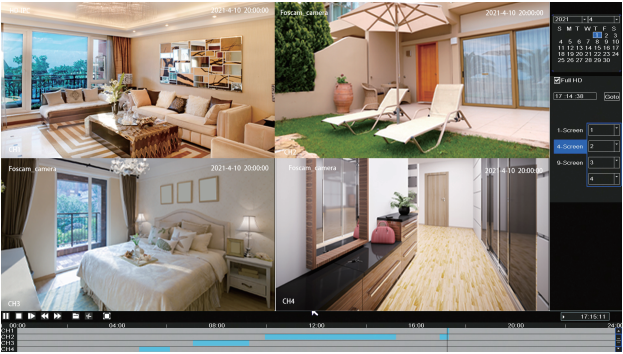 2021-4-10 20:00:00
Foscam_camera
2021-4-10 20:00:00
2021
4
S M T W T F S
1 2 3
4 5 6 7 8 9 10
11 12 13 14 15 16 17
18 19 20 21 22 23 24
25 26 27 28 29 30
Full HD
17 14 30
Goto
CH1
CH2
1-Screen
1
4-Screen
2
9-Screen
3
4
Foscam_camera
2021-4-10 20:00:00
Foscam_camera
2021-4-10 20:00:00
CH3
CH4
17:15:11
00:00
04:00
08:00
12:00
16:00
20:00
24:00
CH1
CH2
CH3
CH4